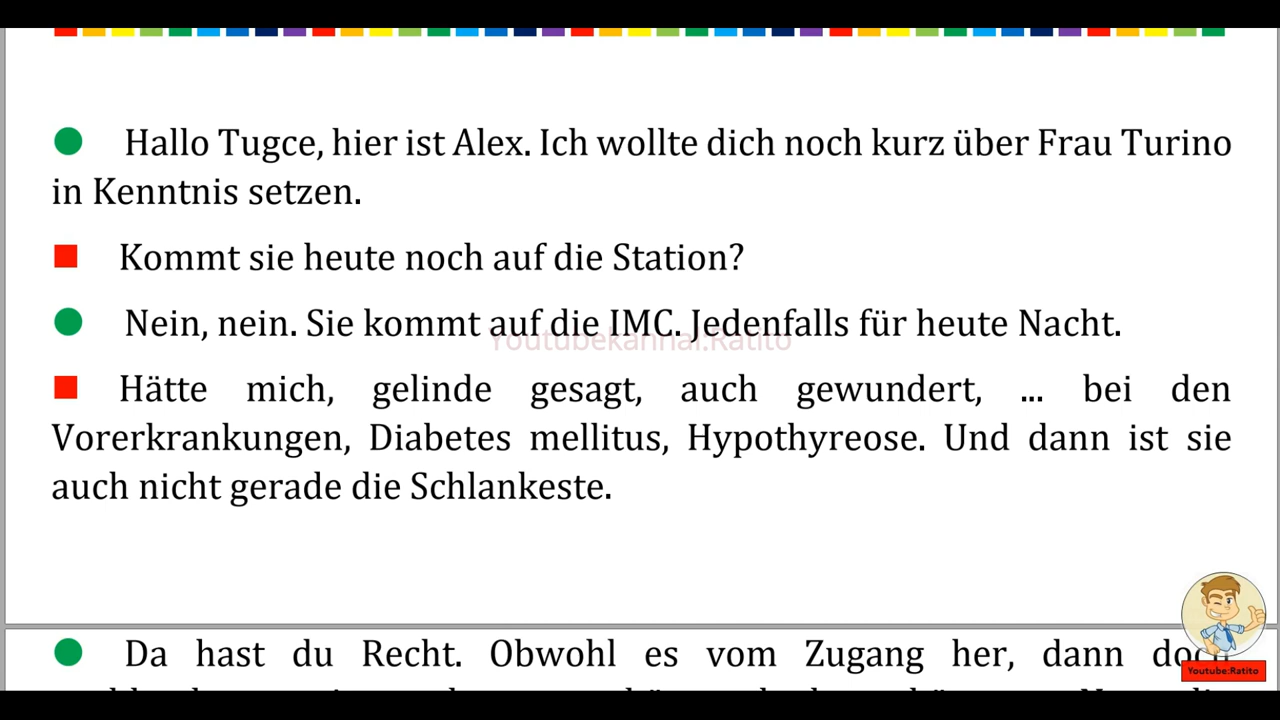 Hallo Tugce, hier ist Alex. Ich wollte dich noch kurz über Frau Turino
in Kenntnis setzen.
Kommt sie heute noch auf die Station?
Nein, nein. Sie kommt auf die IMC. Jedenfalls für heute Nacht.
Youtubekannal:Ratito
Hätte mich, gelinde gesagt, auch gewundert, ... bei den
Vorerkrankungen, Diabetes mellitus, Hypothyreose. Und dann ist sie
auch nicht gerade die Schlankeste.
Da hast du Recht. Obwohl es vom Zugang her, dann doch
Youtube:Ratito